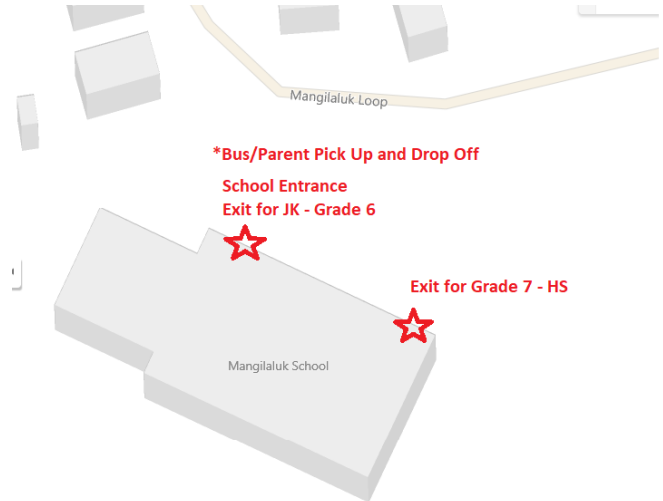 Mangilaluk Loop
*Bus/Parent Pick Up and Drop Off
School Entrance
Exit for JK - Grade 6
Exit for Grade 7 - HS
Mangilaluk School